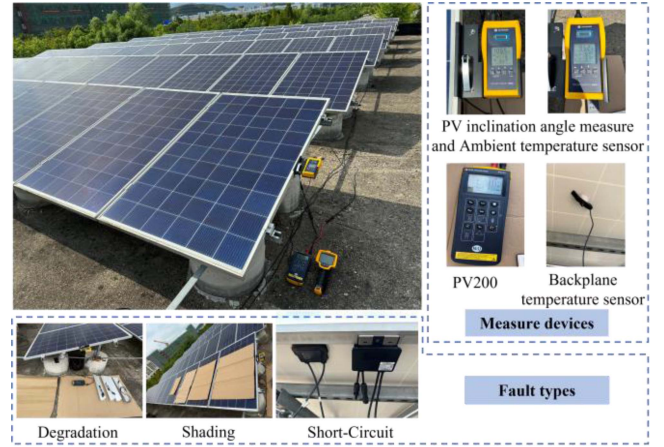 PV inclination angle measure
and Ambient temperature sensor
PV200
Backplane
temperature sensor
Measure devices
Fault types
Degradation
Shading
Short-Circuit